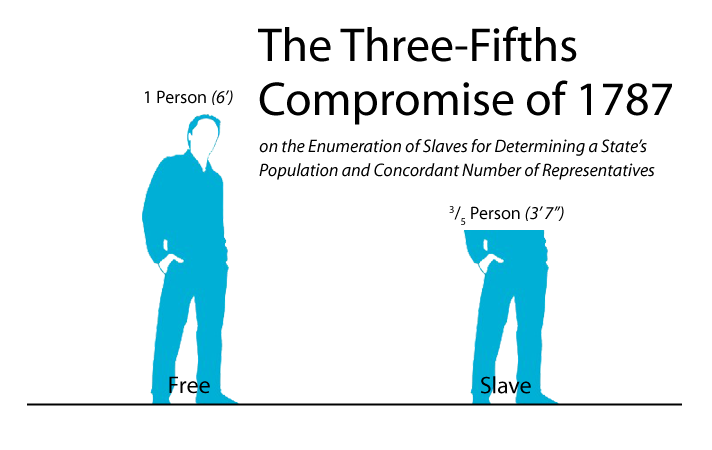 The Three-Fifths
Compromise of 1787
on the Enumeration of Slaves for Determining a State's
Population and Concordant Number of Representatives
1 Person (6')
3/5 Person (3' 7")
Free
Slave